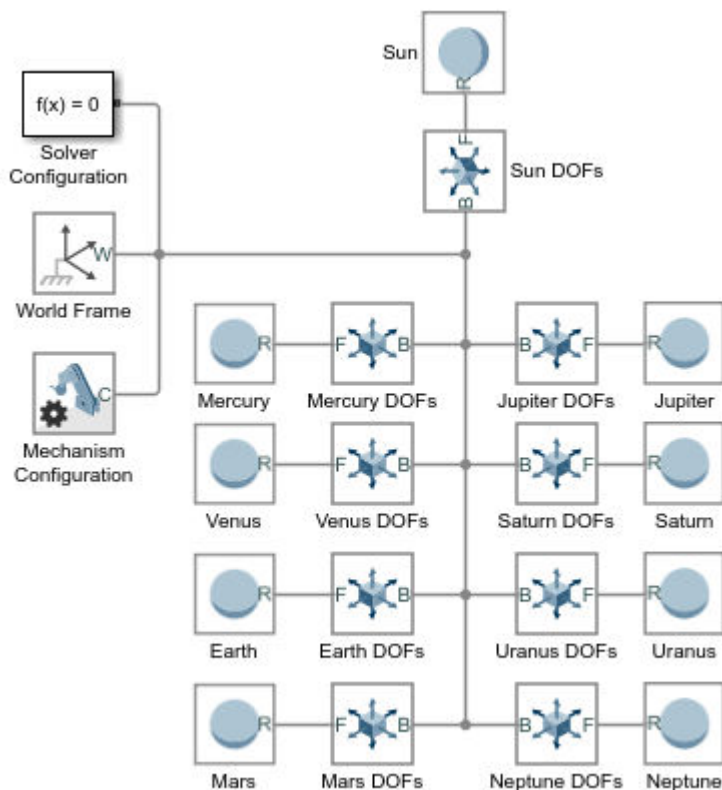 Sun
R
f(x) = 0
Solver
Configuration
F
Sun DOFs
B
W
World Frame
R F B B F R
Mercury Mercury DOFs Jupiter DOFs Jupiter
C
Mechanism
Configuration
R F B B F R
Venus Venus DOFs Saturn DOFs Saturn
R F B B F R
Earth Earth DOFs Uranus DOFs Uranus
R F B B F R
Mars Mars DOFs Neptune DOFs Neptune